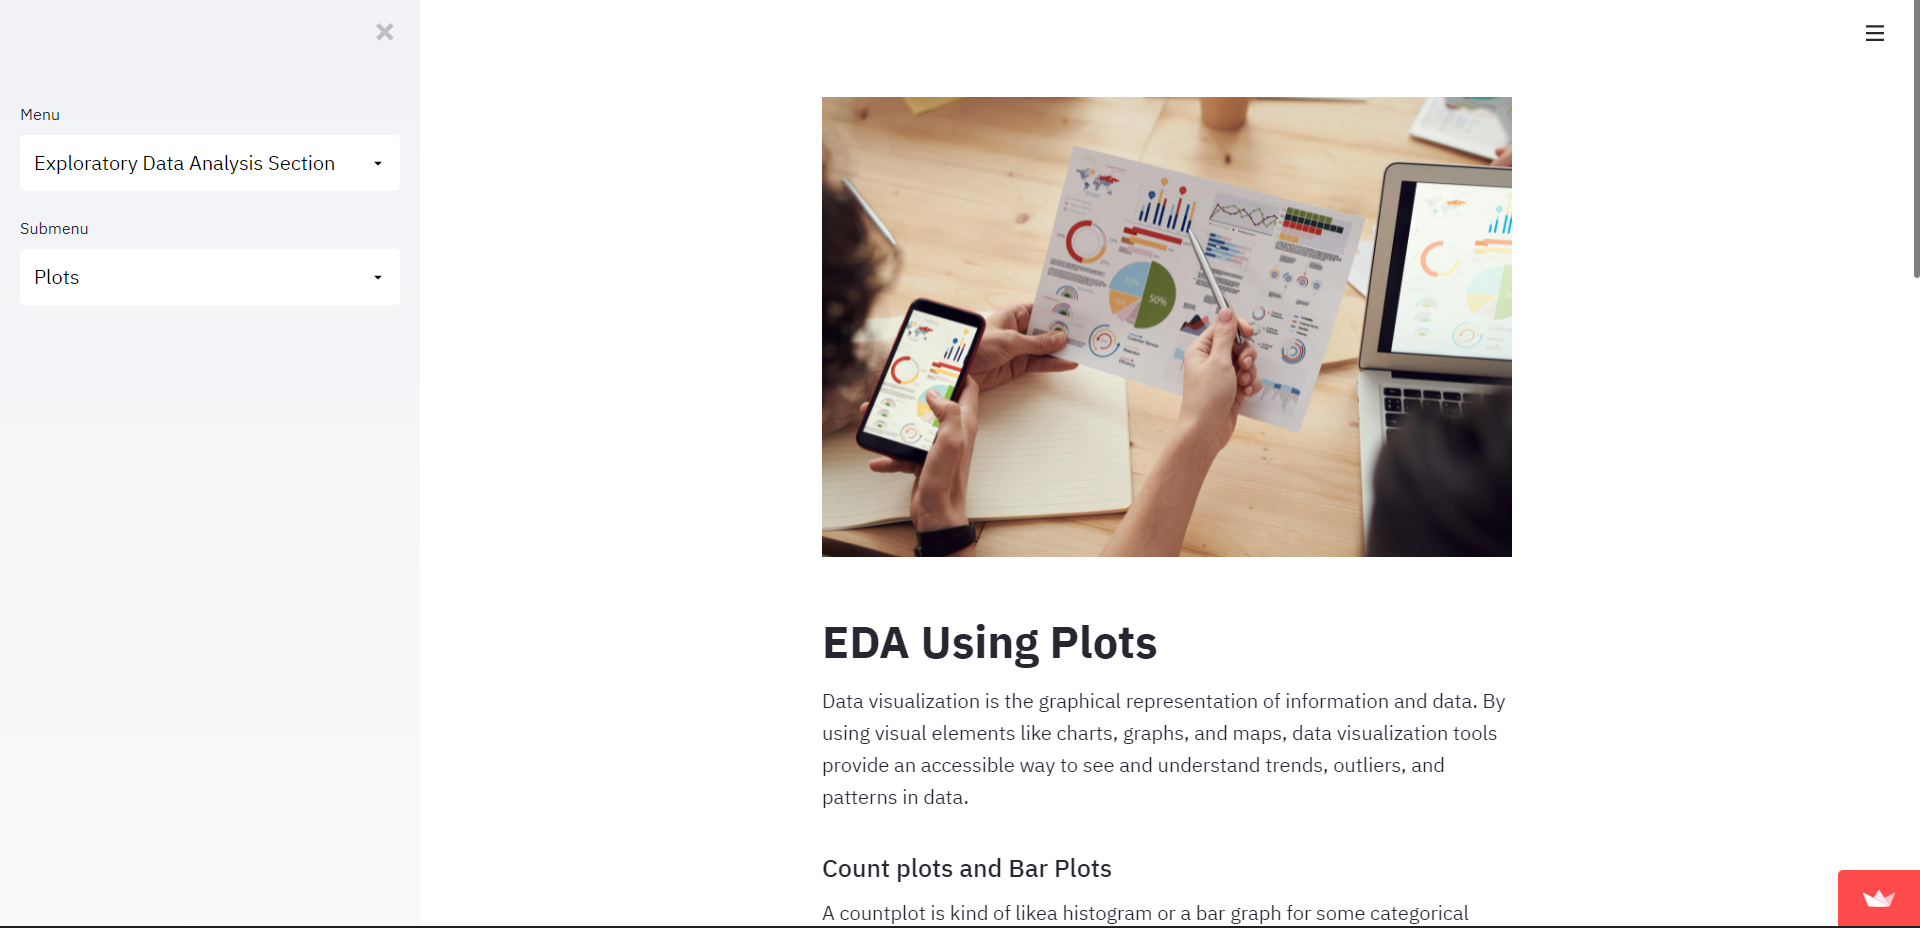 Menu
Exploratory Data Analysis Section
Submenu
Plots
50%
25%
EDA Using Plots
Data visualization is the graphical representation of information and data. By
using visual elements like charts, graphs, and maps, data visualization tools
provide an accessible way to see and understand trends, outliers, and
patterns in data.
Count plots and Bar Plots
A countplot is kind of likea histogram or a bar graph for some categorical